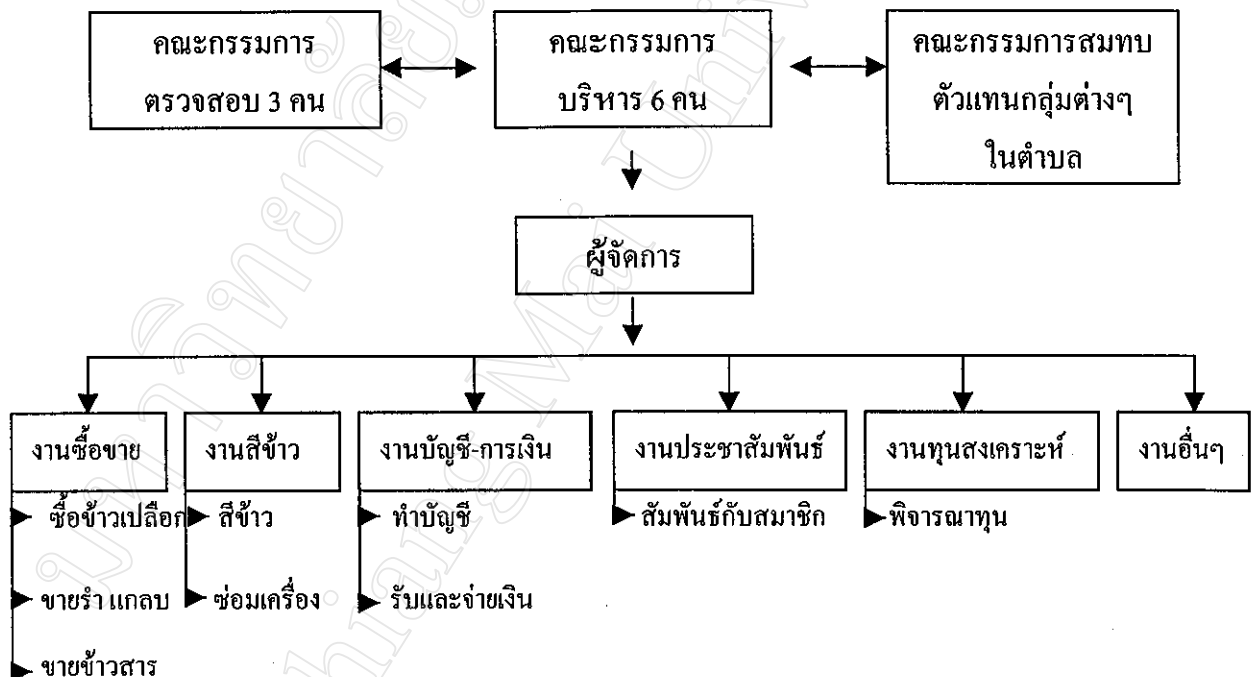 คณะกรรมการ
ตรวจสอบ 3 คน
คณะกรรมการ
บริหาร 6 คน
คณะกรรมการสมทบ
ตัวแทนกลุ่มต่างๆ
ในตำบล
ผู้จัดการ
งานซื้อขาย
งานสีข้าว
งานบัญชี-การเงิน
งานประชาสัมพันธ์
งานทุนสงเคราะห์
งานอื่นๆ
ซื้อข้าวเปลือก
สีข้าว
ทำบัญชี
สัมพันธ์กับสมาชิก
พิจารณาทุน
ขายรำ แกลบ
ซ่อมเครื่อง
รับและจ่ายเงิน
ขายข้าวสาร